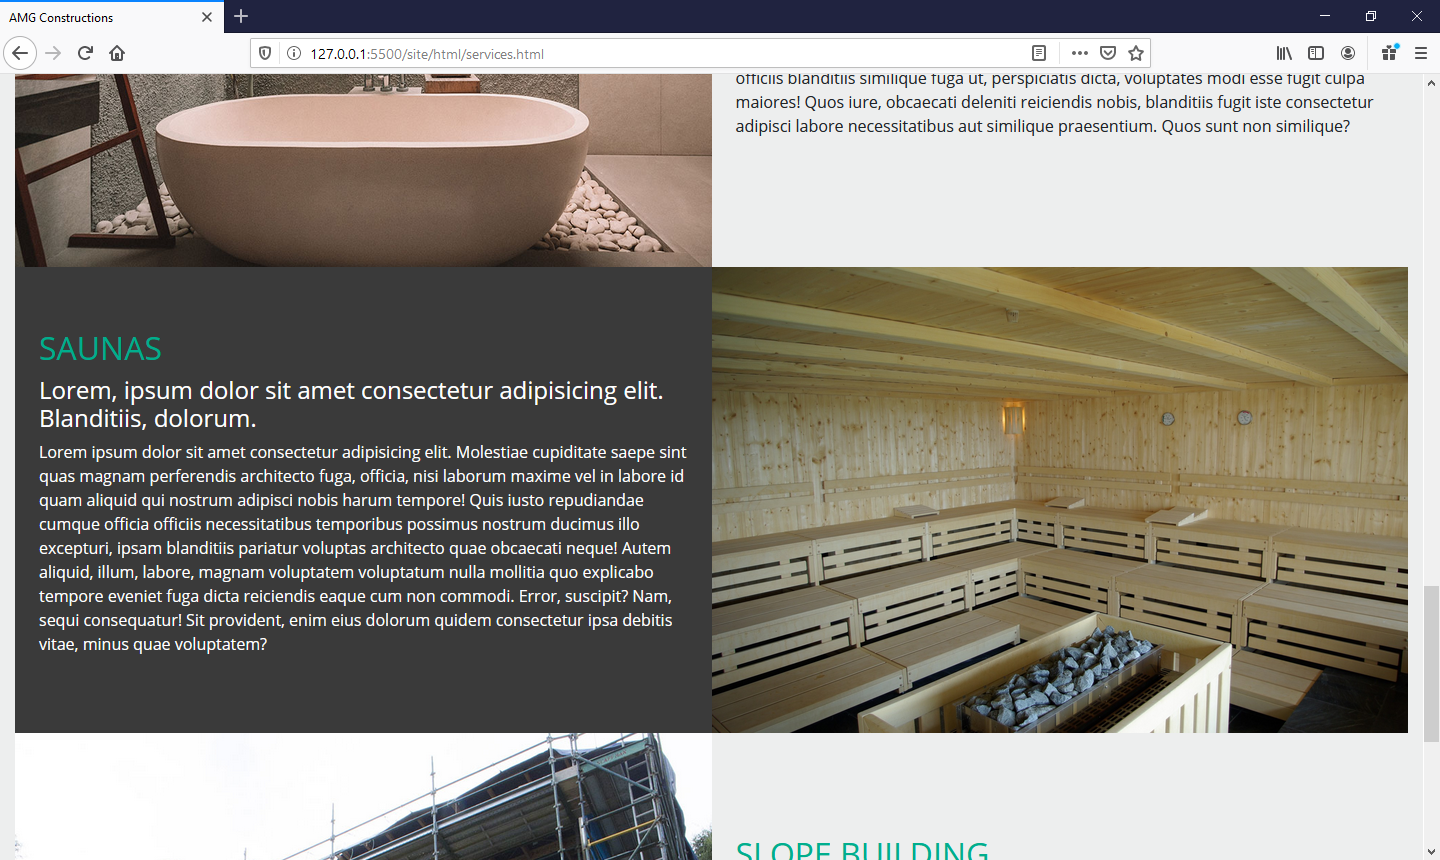 AMG Constructions
127.0.0.1:5500/site/html/services.html
officiis blanditiis similique fuga ut, perspiciatis dicta, voluptates modi esse fugit culpa
maiores! Quos iure, obcaecati deleniti reiciendis nobis, blanditiis fugit iste consectetur
adipisci labore necessitatibus aut similique praesentium. Quos sunt non similique?
SAUNAS
Lorem, ipsum dolor sit amet consectetur adipisicing elit.
Blanditiis, dolorum.
Lorem ipsum dolor sit amet consectetur adipisicing elit. Molestiae cupiditate saepe sint
quas magnam perferendis architecto fuga, officia, nisi laborum maxime vel in labore id
quam aliquid qui nostrum adipisci nobis harum tempore! Quis iusto repudiandae
cumque officia officiis necessitatibus temporibus possimus nostrum ducimus illo
excepturi, ipsam blanditiis pariatur voluptas architecto quae obcaecati neque! Autem
aliquid, illum, labore, magnam voluptatem voluptatum nulla mollitia quo explicabo
tempore eveniet fuga dicta reiciendis eaque cum non commodi. Error, suscipit? Nam,
sequi consequatur! Sit provident, enim eius dolorum quidem consectetur ipsa debitis
vitae, minus quae voluptatem?
SLOPE BUILDING